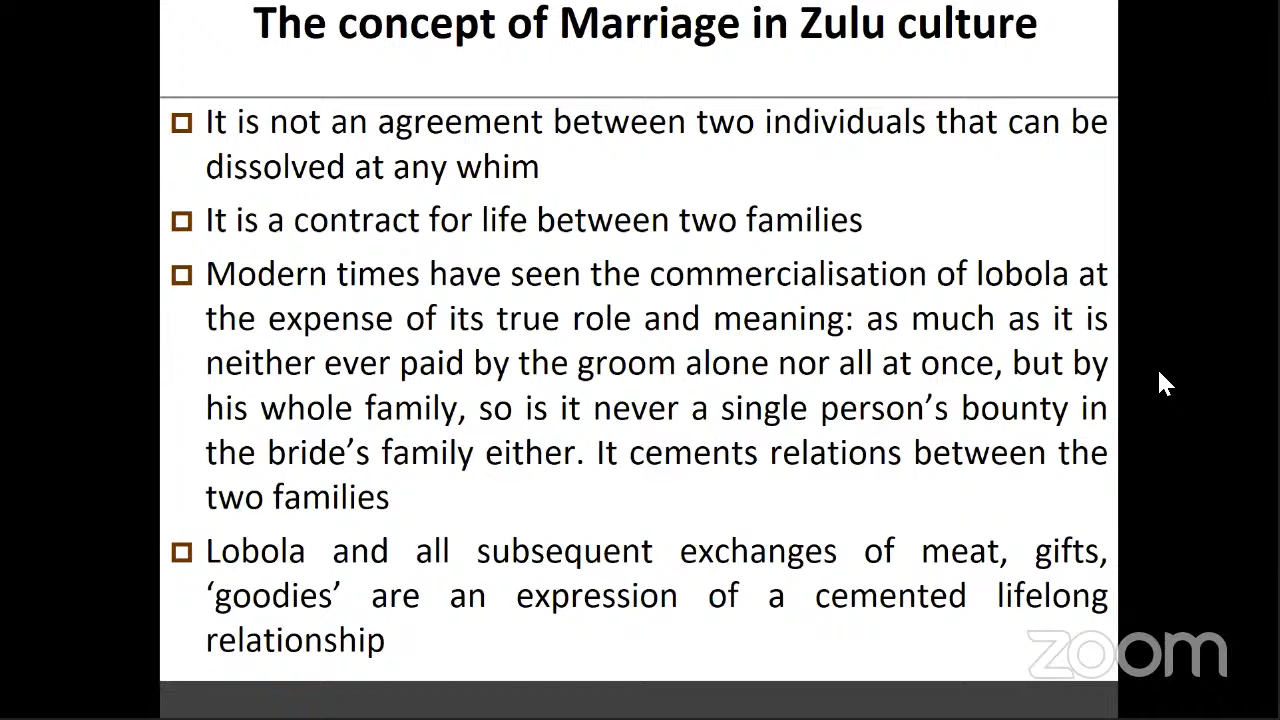 The concept of Marriage in Zulu culture
It is not an agreement between two individuals that can be
dissolved at any whim
It is a contract for life between two families
Modern times have seen the commercialisation of lobola at
the expense of its true role and meaning: as much as it is
neither ever paid by the groom alone nor all at once, but by
his whole family, so is it never a single person’s bounty in
the bride’s family either. It cements relations between the
two families
Lobola and all subsequent exchanges of meat, gifts,
‘goodies’ are an expression of a cemented lifelong
relationship
zoom